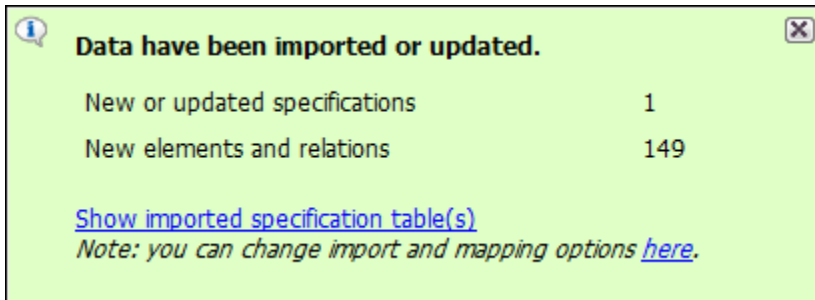 Data have been imported or updated.
New or updated specifications 1
New elements and relations 149
Show imported specification table(s)
Note: you can change import and mapping options here.